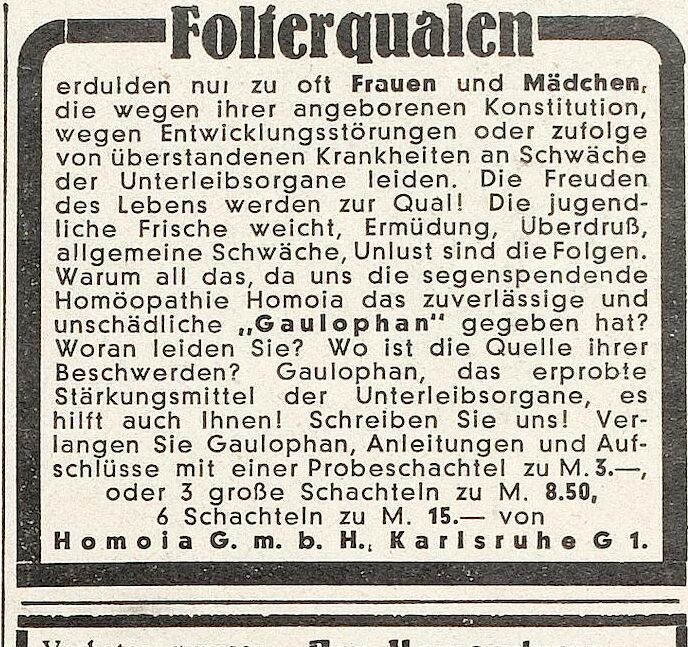 Folterqualen
erdulden nur zu oft Frauen und Mädchen,
die wegen ihrer angeborenen Konstitution,
wegen Entwicklungsstörungen oder zufolge
von überstandenen Krankheiten an Schwäche
der Unterleibsorgane leiden. Die Freuden
des Lebens werden zur Qual! Die jugend-
liche Frische weicht, Ermüdung, Überdruß,
allgemeine Schwäche, Unlust sind die Folgen.
Warum all das, da uns die segenspendende
Homöopathie Homoia das zuverlässige und
unschädliche „Gaulophan" gegeben hat?
Woran leiden Sie? Wo ist die Quelle ihrer
Beschwerden? Gaulophan, das erprobte
Stärkungsmittel der Unterleibsorgane, es
hilft auch Ihnen! Schreiben Sie uns! Ver-
langen Sie Gaulophan, Anleitungen und Auf-
schlüsse mit einer Probeschachtel zu M. 3.—,
oder 3 große Schachteln zu M. 8.50,
6 Schachteln zu M. 15.— von
Homoia G. m. b. H., Karlsruhe G 1.